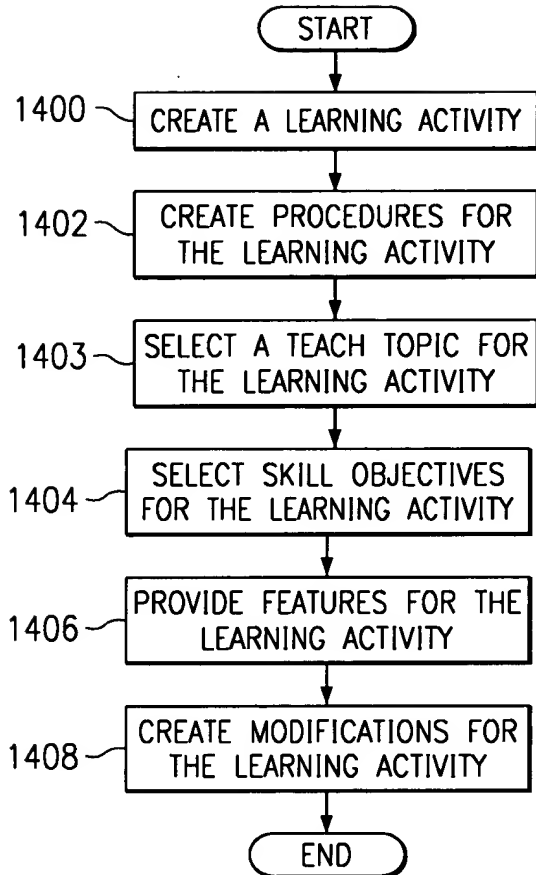 START
1400
CREATE A LEARNING ACTIVITY
1402
CREATE PROCEDURES FOR
THE LEARNING ACTIVITY
1403
SELECT A TEACH TOPIC FOR
THE LEARNING ACTIVITY
1404
SELECT SKILL OBJECTIVES
FOR THE LEARNING ACTIVITY
1406
PROVIDE FEATURES FOR THE
LEARNING ACTIVITY
1408
CREATE MODIFICATIONS FOR
THE LEARNING ACTIVITY
END